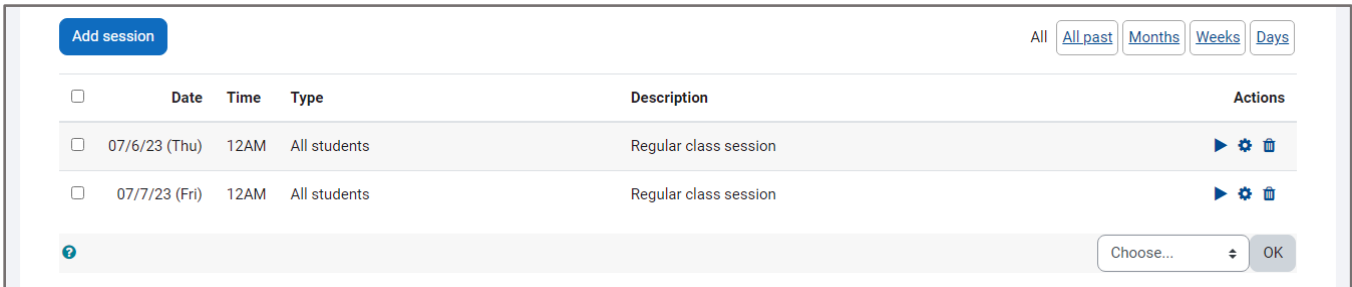 Add session All All past Months Weeks Days
Date Time Type Description Actions
07/6/23 (Thu) 12AM All students Regular class session
07/7/23 (Fri) 12AM All students Regular class session
? Choose... OK